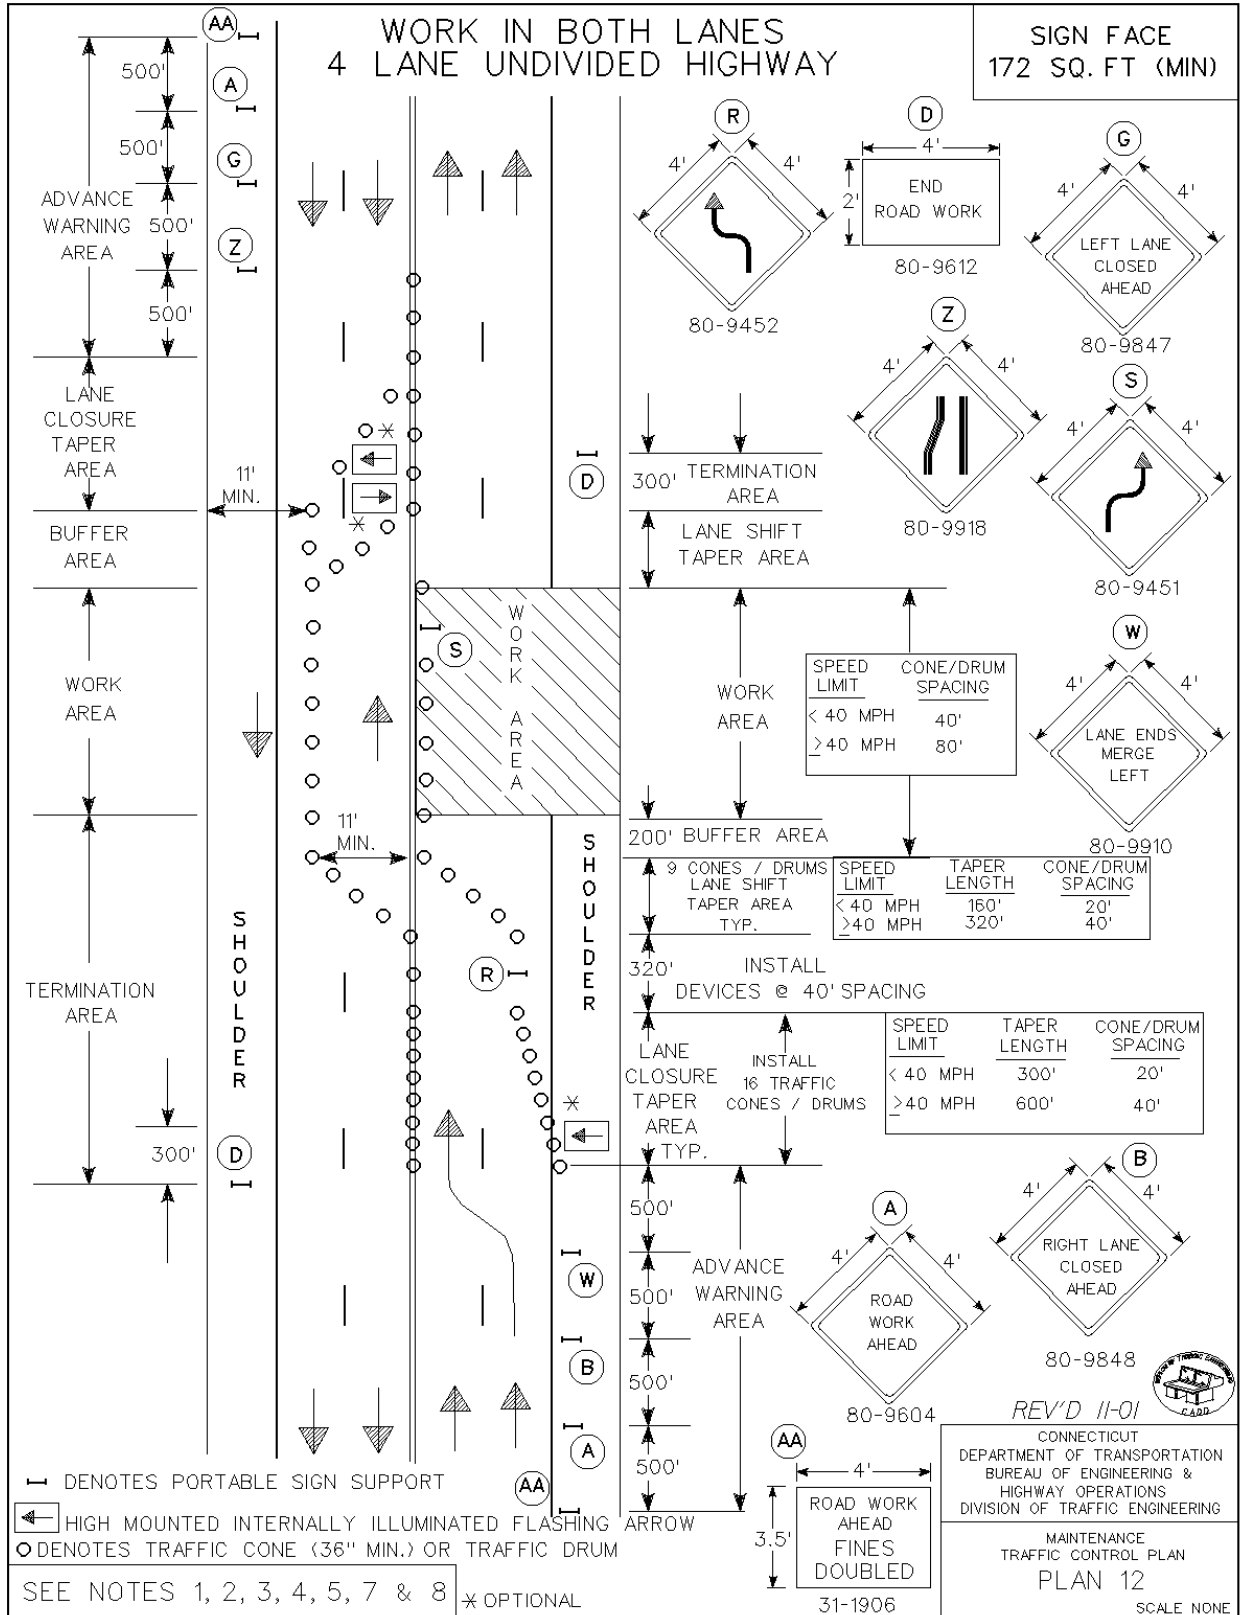 WORK IN BOTH LANES
4 LANE UNDIVIDED HIGHWAY
SIGN FACE
172 SQ. FT (MIN)
AA
500'
A
500'
G
500'
Z
500'
ADVANCE
WARNING
AREA
LANE
CLOSURE
TAPER
AREA
11'
MIN.
BUFFER
AREA
WORK
AREA
11'
MIN.
TERMINATION
AREA
300'
D
SHOULDER
*
*
S
WORK AREA
D
300' TERMINATION
AREA
LANE SHIFT
TAPER AREA
WORK
AREA
SPEED
LIMIT
CONE/DRUM
SPACING
< 40 MPH 40'
≥40 MPH 80'
200' BUFFER AREA
SHOULDER
9 CONES / DRUMS
LANE SHIFT
TAPER AREA
TYP.
SPEED
LIMIT
TAPER
LENGTH
CONE/DRUM
SPACING
< 40 MPH 160' 20'
≥40 MPH 320' 40'
R
320'
INSTALL
DEVICES @ 40' SPACING
LANE
CLOSURE
TAPER
AREA
TYP.
INSTALL
16 TRAFFIC
CONES / DRUMS
SPEED
LIMIT
TAPER
LENGTH
CONE/DRUM
SPACING
< 40 MPH 300' 20'
≥40 MPH 600' 40'
*
500'
W
500'
B
500'
A
500'
AA
ADVANCE
WARNING
AREA
R
4' 4'
80-9452
D
4'
2'
END
ROAD WORK
80-9612
G
4' 4'
LEFT LANE
CLOSED
AHEAD
80-9847
Z
4' 4'
80-9918
S
4' 4'
80-9451
W
4' 4'
LANE ENDS
MERGE
LEFT
80-9910
B
4' 4'
RIGHT LANE
CLOSED
AHEAD
80-9848
A
4' 4'
ROAD
WORK
AHEAD
80-9604
AA
4'
3.5'
ROAD WORK
AHEAD
FINES
DOUBLED
31-1906
DENOTES PORTABLE SIGN SUPPORT
HIGH MOUNTED INTERNALLY ILLUMINATED FLASHING ARROW
DENOTES TRAFFIC CONE (36" MIN.) OR TRAFFIC DRUM
SEE NOTES 1, 2, 3, 4, 5, 7 & 8
* OPTIONAL
CADD
REV'D 11-01
CONNECTICUT
DEPARTMENT OF TRANSPORTATION
BUREAU OF ENGINEERING &
HIGHWAY OPERATIONS
DIVISION OF TRAFFIC ENGINEERING
MAINTENANCE
TRAFFIC CONTROL PLAN
PLAN 12
SCALE NONE